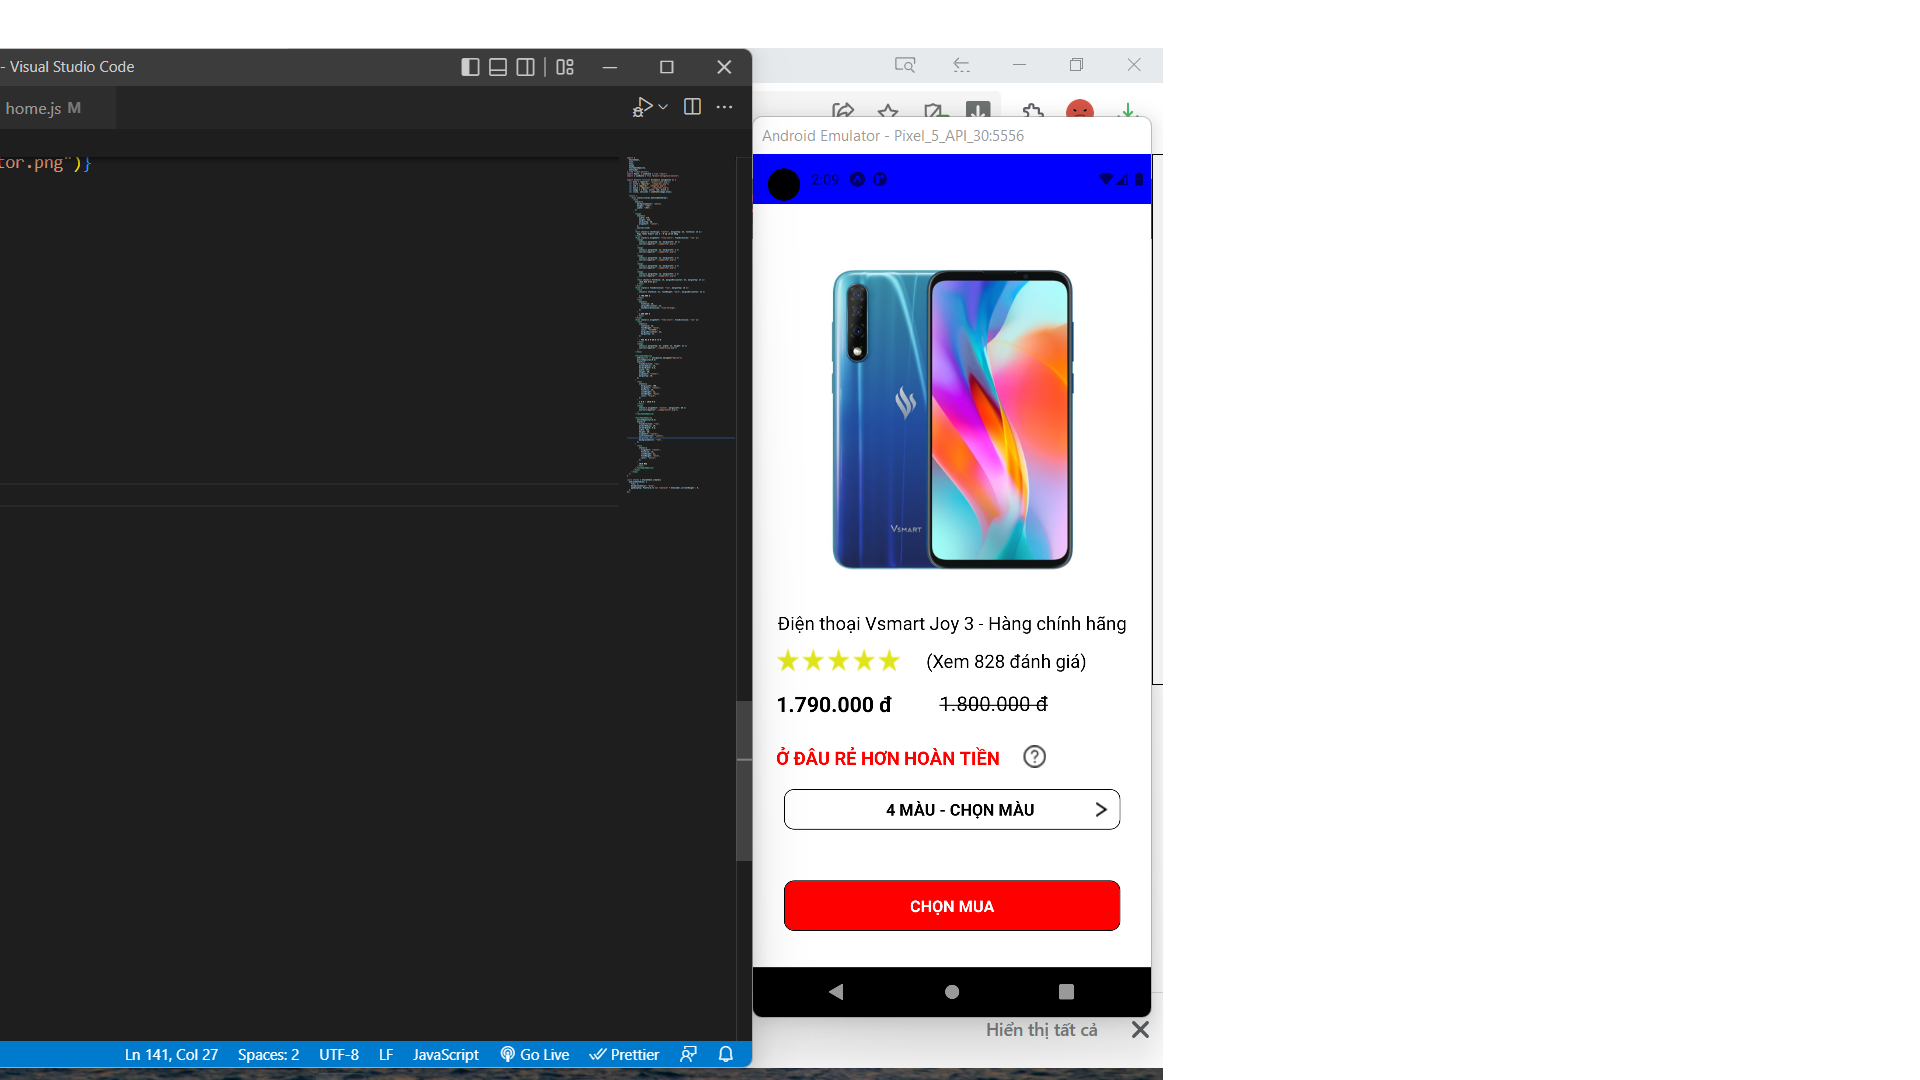 - Visual Studio Code
home.js M
tor.png")}
Android Emulator - Pixel_5_API_30:5556
2:09
VSMART
Điện thoại Vsmart Joy 3 - Hàng chính hãng
(Xem 828 đánh giá)
1.790.000 đ 1.800.000 đ
Ở ĐÂU RẺ HƠN HOÀN TIỀN
4 MÀU - CHỌN MÀU
CHỌN MUA
Hiển thị tất cả
Ln 141, Col 27 Spaces: 2 UTF-8 LF JavaScript Go Live Prettier